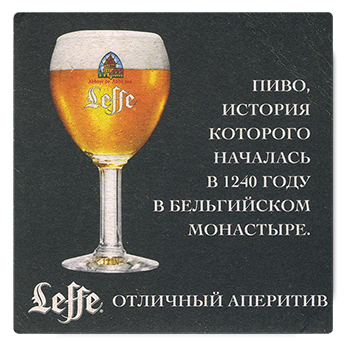 Leffe
ПИВО,
ИСТОРИЯ
КОТОРОГО
НАЧАЛАСЬ
В 1240 ГОДУ
В БЕЛЬГИЙСКОМ
МОНАСТЫРЕ.
Leffe ОТЛИЧНЫЙ АПЕРИТИВ